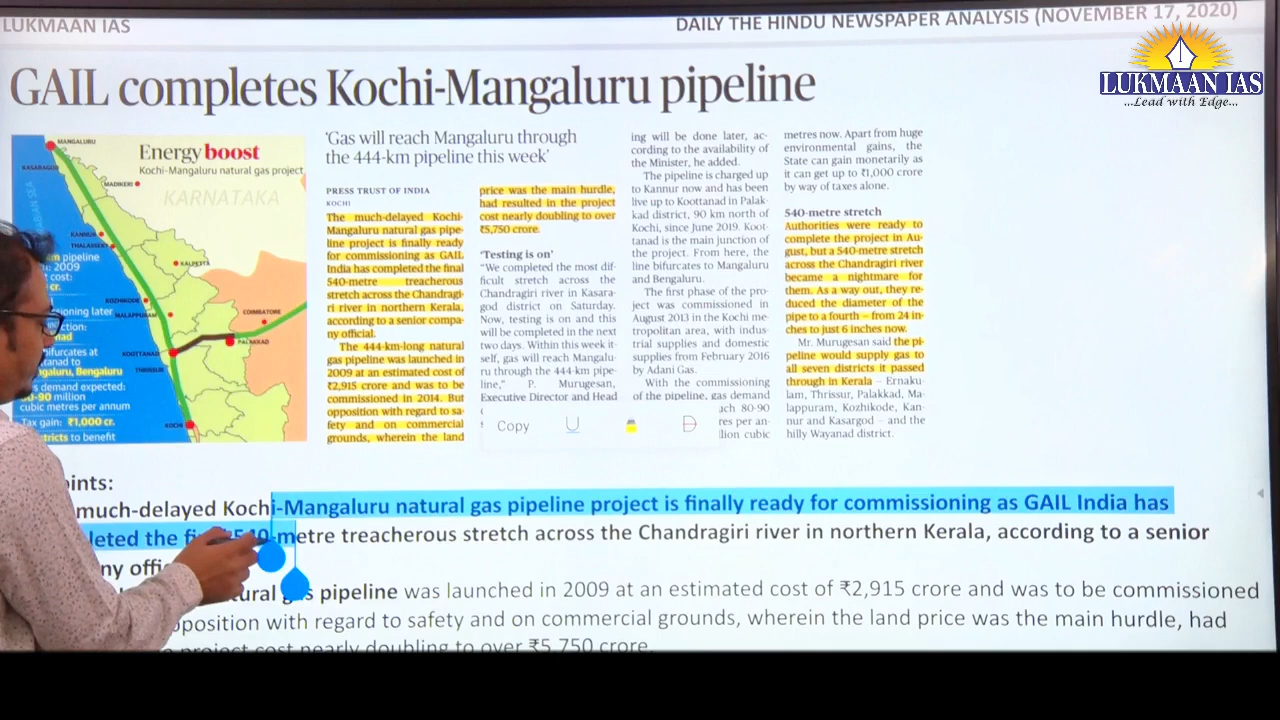 LUKMAAN IAS
DAILY THE HINDU NEWSPAPER ANALYSIS (NOVEMBER 17, 2020)
LUKMAAN IAS
...Lead with Edge...
GAIL completes Kochi-Mangaluru pipeline
MANGALURU
KASARAGOD
Energy boost
Kochi-Mangaluru natural gas project
MADIKERI
KARNATAKA
KANNUR
THALASSERY
KALPETTA
pipeline
: 2009
cost:
cr.
KOZHIKODE
MALAPPURAM
COIMBATORE
oning later
ction:
KOOTTANAD
PALAKKAD
THRISSUR
bifurcates at
tanad to
galuru, Bengaluru
s demand expected:
0-90 million
cubic metres per annum
Tax gain: ₹1,000 cr.
KOCHI
tricts to benefit
'Gas will reach Mangaluru through
the 444-km pipeline this week'
PRESS TRUST OF INDIA
KOCHI
The much-delayed Kochi-
Mangaluru natural gas pipe-
line project is finally ready
for commissioning as GAIL
India has completed the final
540-metre treacherous
stretch across the Chandragi-
ri river in northern Kerala,
according to a senior compa-
ny official.
The 444-km-long natural
gas pipeline was launched in
2009 at an estimated cost of
₹2,915 crore and was to be
commissioned in 2014. But
opposition with regard to sa-
fety and on commercial
grounds, wherein the land
price was the main hurdle,
had resulted in the project
cost nearly doubling to over
₹5,750 crore.
'Testing is on'
"We completed the most dif-
ficult stretch across the
Chandragiri river in Kasara-
god district on Saturday.
Now, testing is on and this
will be completed in the next
two days. Within this week it-
self, gas will reach Mangalu-
ru through the 444-km pipe-
line," P. Murugesan,
Executive Director and Head
Copy
ing will be done later, ac-
cording to the availability of
the Minister, he added.
The pipeline is charged up
to Kannur now and has been
live up to Koottanad in Palak-
kad district, 90 km north of
Kochi, since June 2019. Koot-
tanad is the main junction of
the project. From here, the
line bifurcates to Mangaluru
and Bengaluru.
The first phase of the pro-
ject was commissioned in
August 2013 in the Kochi me-
tropolitan area, with indus-
trial supplies and domestic
supplies from February 2016
by Adani Gas.
With the commissioning
of the pipeline, gas demand
ach 80-90
res per an-
lion cubic
metres now. Apart from huge
environmental gains, the
State can gain monetarily as
it can get up to ₹1,000 crore
by way of taxes alone.
540-metre stretch
Authorities were ready to
complete the project in Au-
gust, but a 540-metre stretch
across the Chandragiri river
became a nightmare for
them. As a way out, they re-
duced the diameter of the
pipe to a fourth – from 24 in-
ches to just 6 inches now.
Mr. Murugesan said the pi-
peline would supply gas to
all seven districts it passed
through in Kerala – Ernaku-
lam, Thrissur, Palakkad, Ma-
lappuram, Kozhikode, Kan-
nur and Kasargod – and the
hilly Wayanad district.
ints:
much-delayed Kochi-Mangaluru natural gas pipeline project is finally ready for commissioning as GAIL India has
leted the fi 540-metre treacherous stretch across the Chandragiri river in northern Kerala, according to a senior
ny offi
tural gas pipeline was launched in 2009 at an estimated cost of ₹2,915 crore and was to be commissioned
pposition with regard to safety and on commercial grounds, wherein the land price was the main hurdle, had
project cost nearly doubling to over ₹5,750 crore.